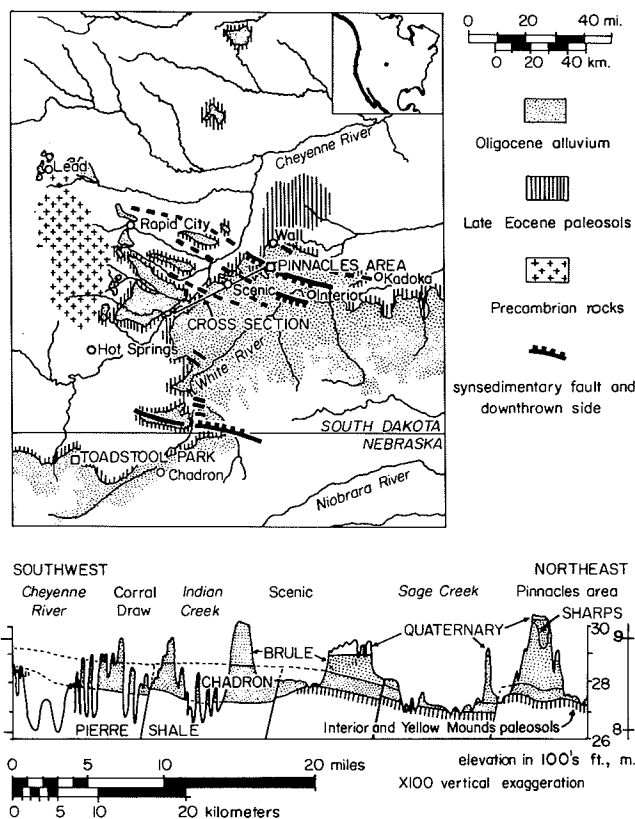 0 20 40 mi.
0 20 40 km.
Oligocene alluvium
Late Eocene paleosols
Precambrian rocks
synsedimentary fault and
downthrown side
Cheyenne River
Lead
Rapid City
Wall
PINNACLES AREA
Kadoka
Scenic
Interior
CROSS SECTION
Hot Springs
White River
SOUTH DAKOTA
NEBRASKA
TOADSTOOL PARK
Chadron
Niobrara River
SOUTHWEST
NORTHEAST
Cheyenne
River
Corral
Draw
Indian
Creek
Scenic
Sage Creek
Pinnacles area
SHARPS
QUATERNARY
BRULE
CHADRON
PIERRE SHALE
Interior and Yellow Mounds paleosols
30
9
28
8
26
elevation in 100's ft., m.
X100 vertical exaggeration
0 5 10 20 miles
0 5 10 20 kilometers